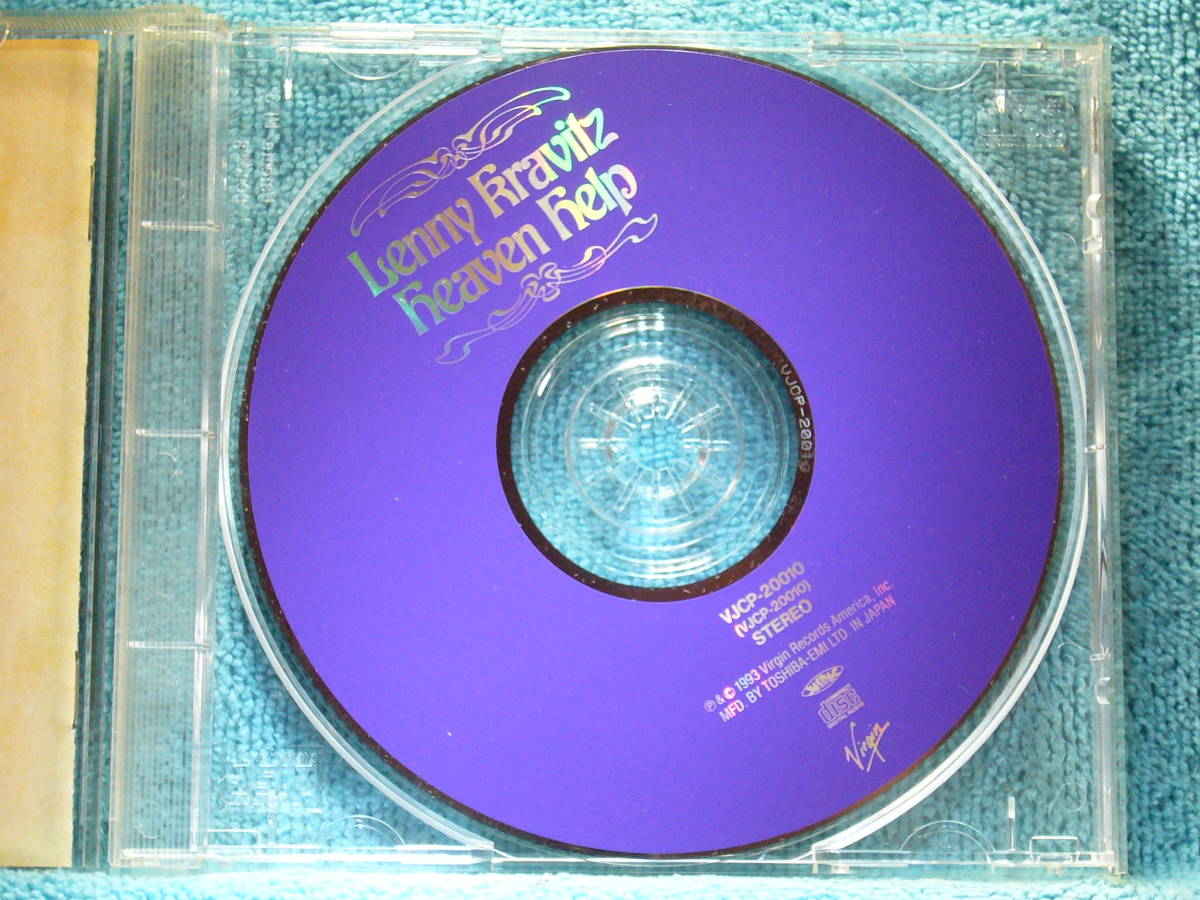 Lenny Kravitz
Heaven Help
VJCP-20010
VJCP-20010
(VJCP-20010)
STEREO
℗ & © 1993 Virgin Records America, Inc.
MFD. BY TOSHIBA-EMI LTD. IN JAPAN
disc
Virgin